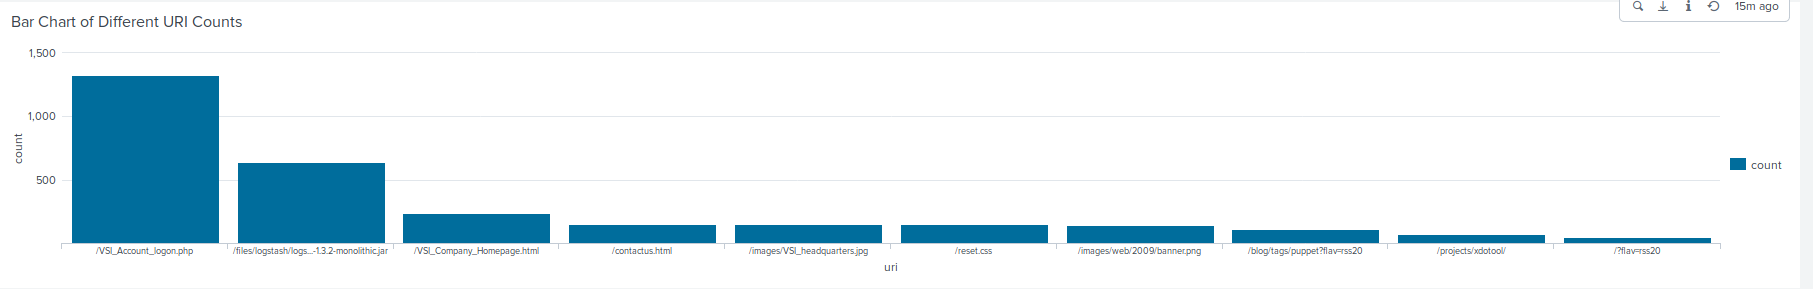 15m ago
Bar Chart of Different URI Counts
1,500
1,000
500
count
count
/VSI_Account_logon.php
/files/logstash/logs...-1.3.2-monolithic.jar
/VSI_Company_Homepage.html
/contactus.html
/images/VSI_headquarters.jpg
/reset.css
/images/web/2009/banner.png
/blog/tags/puppet?flav=rss20
/projects/xdotool/
/?flav=rss20
uri